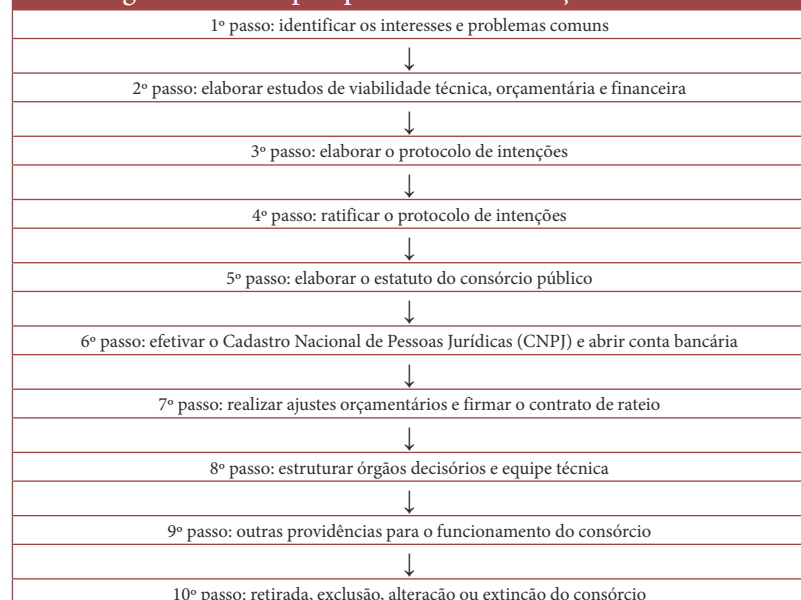 1º passo: identificar os interesses e problemas comuns
↓
2º passo: elaborar estudos de viabilidade técnica, orçamentária e financeira
↓
3º passo: elaborar o protocolo de intenções
↓
4º passo: ratificar o protocolo de intenções
↓
5º passo: elaborar o estatuto do consórcio público
↓
6º passo: efetivar o Cadastro Nacional de Pessoas Jurídicas (CNPJ) e abrir conta bancária
↓
7º passo: realizar ajustes orçamentários e firmar o contrato de rateio
↓
8º passo: estruturar órgãos decisórios e equipe técnica
↓
9º passo: outras providências para o funcionamento do consórcio
↓
10º passo: retirada, exclusão, alteração ou extinção do consórcio